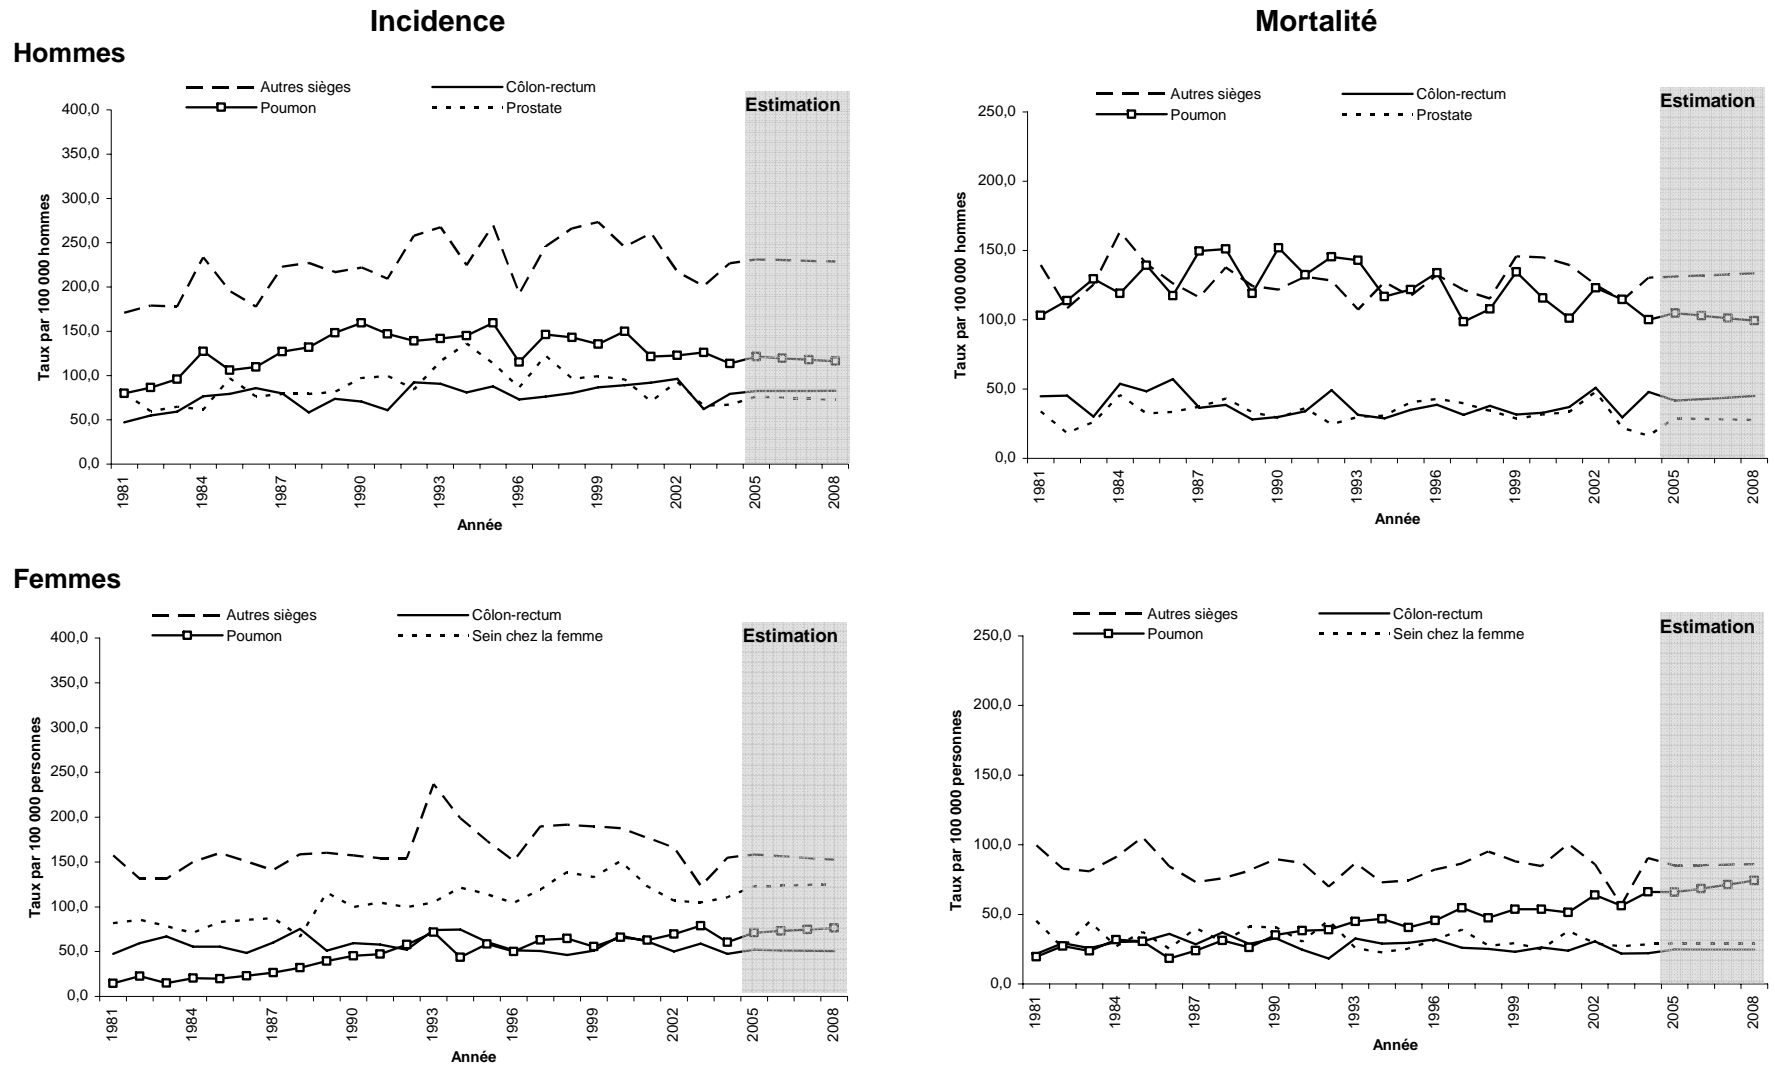 Incidence
Mortalité
Hommes
Autres sièges
Côlon-rectum
Poumon
Prostate
Estimation
400,0
350,0
300,0
250,0
200,0
150,0
100,0
50,0
0,0
Taux par 100 000 hommes
1981
1984
1987
1990
1993
1996
1999
2002
2005
2008
Année
Autres sièges
Côlon-rectum
Poumon
Prostate
Estimation
250,0
200,0
150,0
100,0
50,0
0,0
Taux par 100 000 hommes
1981
1984
1987
1990
1993
1996
1999
2002
2005
2008
Année
Femmes
Autres sièges
Côlon-rectum
Poumon
Sein chez la femme
Estimation
400,0
350,0
300,0
250,0
200,0
150,0
100,0
50,0
0,0
Taux par 100 000 personnes
1981
1984
1987
1990
1993
1996
1999
2002
2005
2008
Année
Autres sièges
Côlon-rectum
Poumon
Sein chez la femme
Estimation
250,0
200,0
150,0
100,0
50,0
0,0
Taux par 100 000 personnes
1981
1984
1987
1990
1993
1996
1999
2002
2005
2008
Année